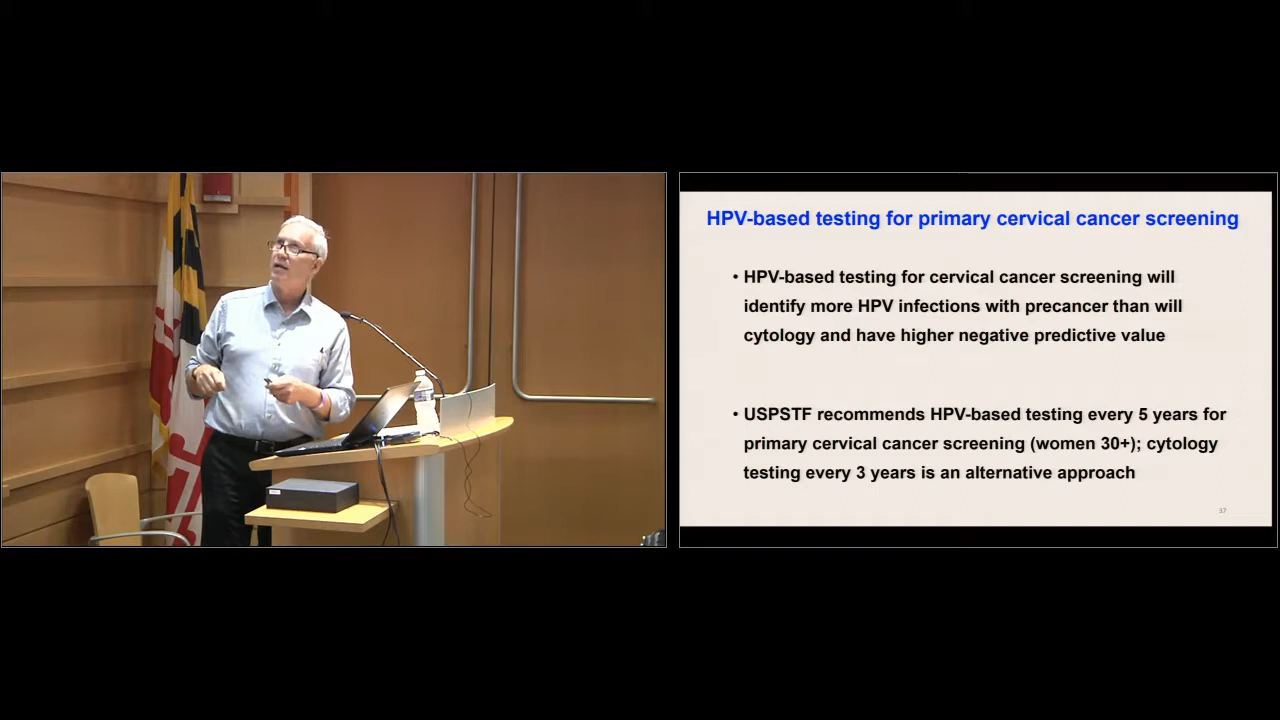 HPV-based testing for primary cervical cancer screening
• HPV-based testing for cervical cancer screening will
identify more HPV infections with precancer than will
cytology and have higher negative predictive value
• USPSTF recommends HPV-based testing every 5 years for
primary cervical cancer screening (women 30+); cytology
testing every 3 years is an alternative approach
37